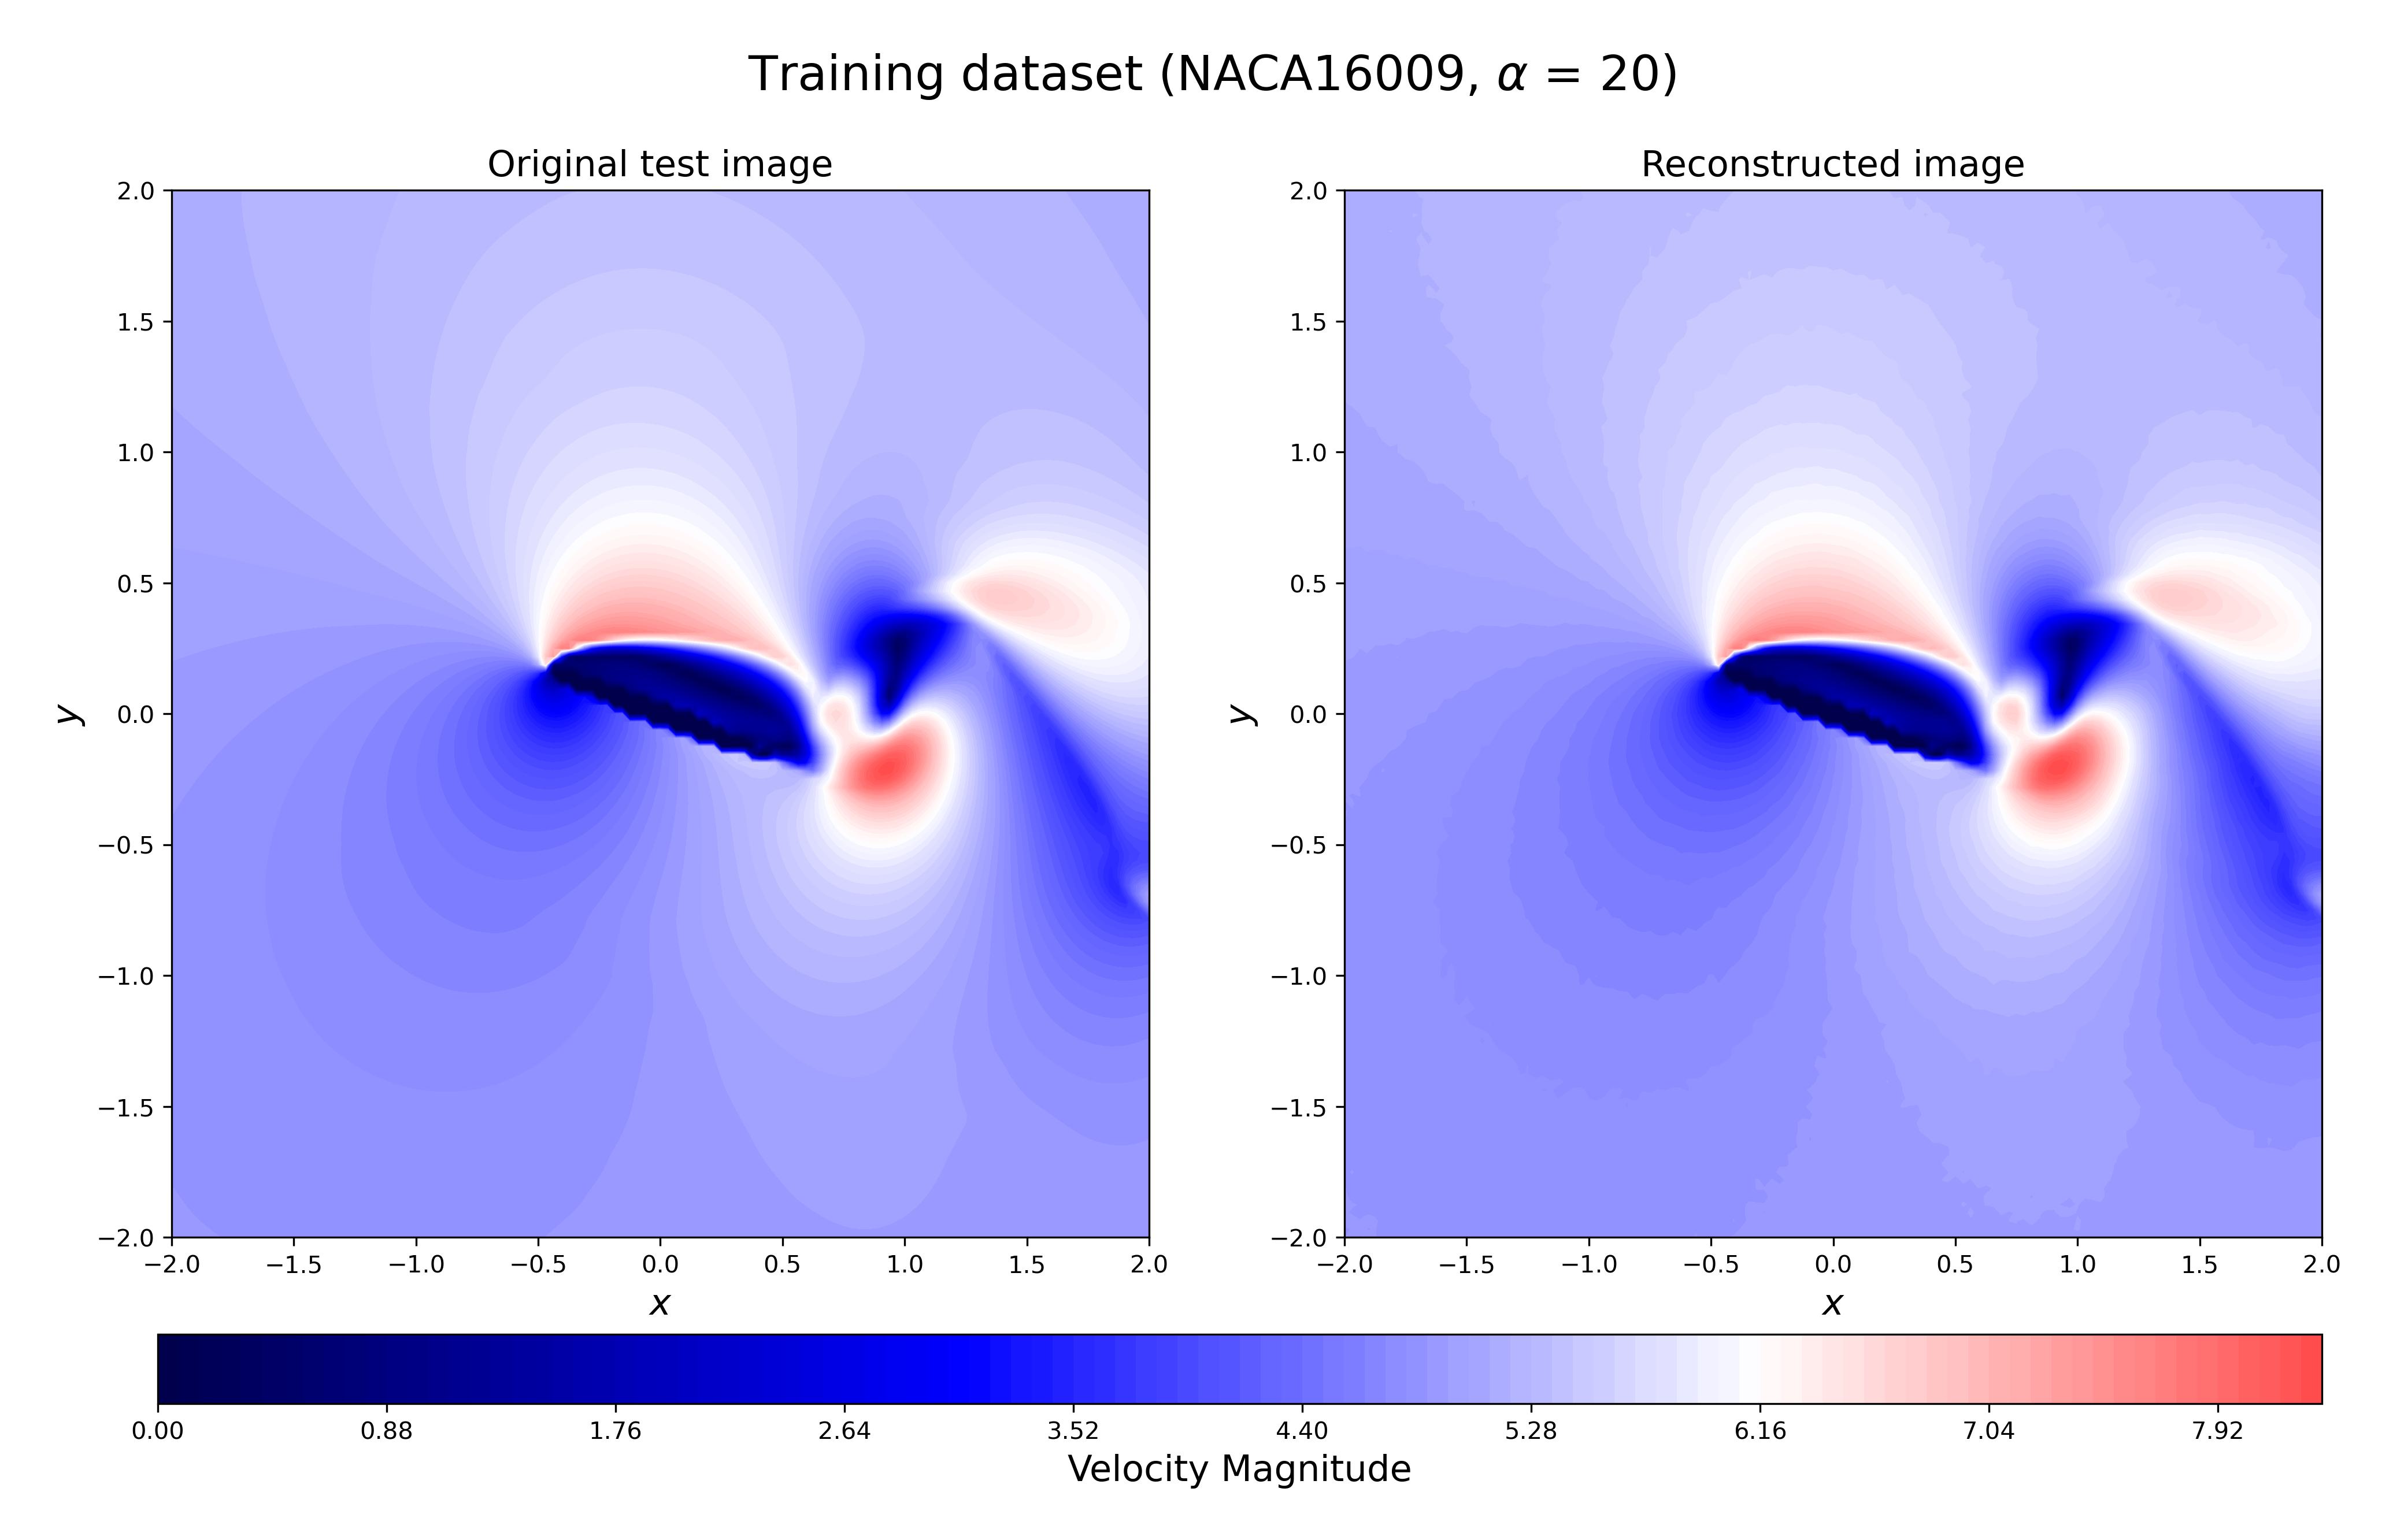 Training dataset (NACA16009, α = 20)
Original test image
Reconstructed image
2.0
1.5
1.0
0.5
0.0
−0.5
−1.0
−1.5
−2.0
y
−2.0 −1.5 −1.0 −0.5 0.0 0.5 1.0 1.5 2.0
x
2.0
1.5
1.0
0.5
0.0
−0.5
−1.0
−1.5
−2.0
y
−2.0 −1.5 −1.0 −0.5 0.0 0.5 1.0 1.5 2.0
x
0.00 0.88 1.76 2.64 3.52 4.40 5.28 6.16 7.04 7.92
Velocity Magnitude